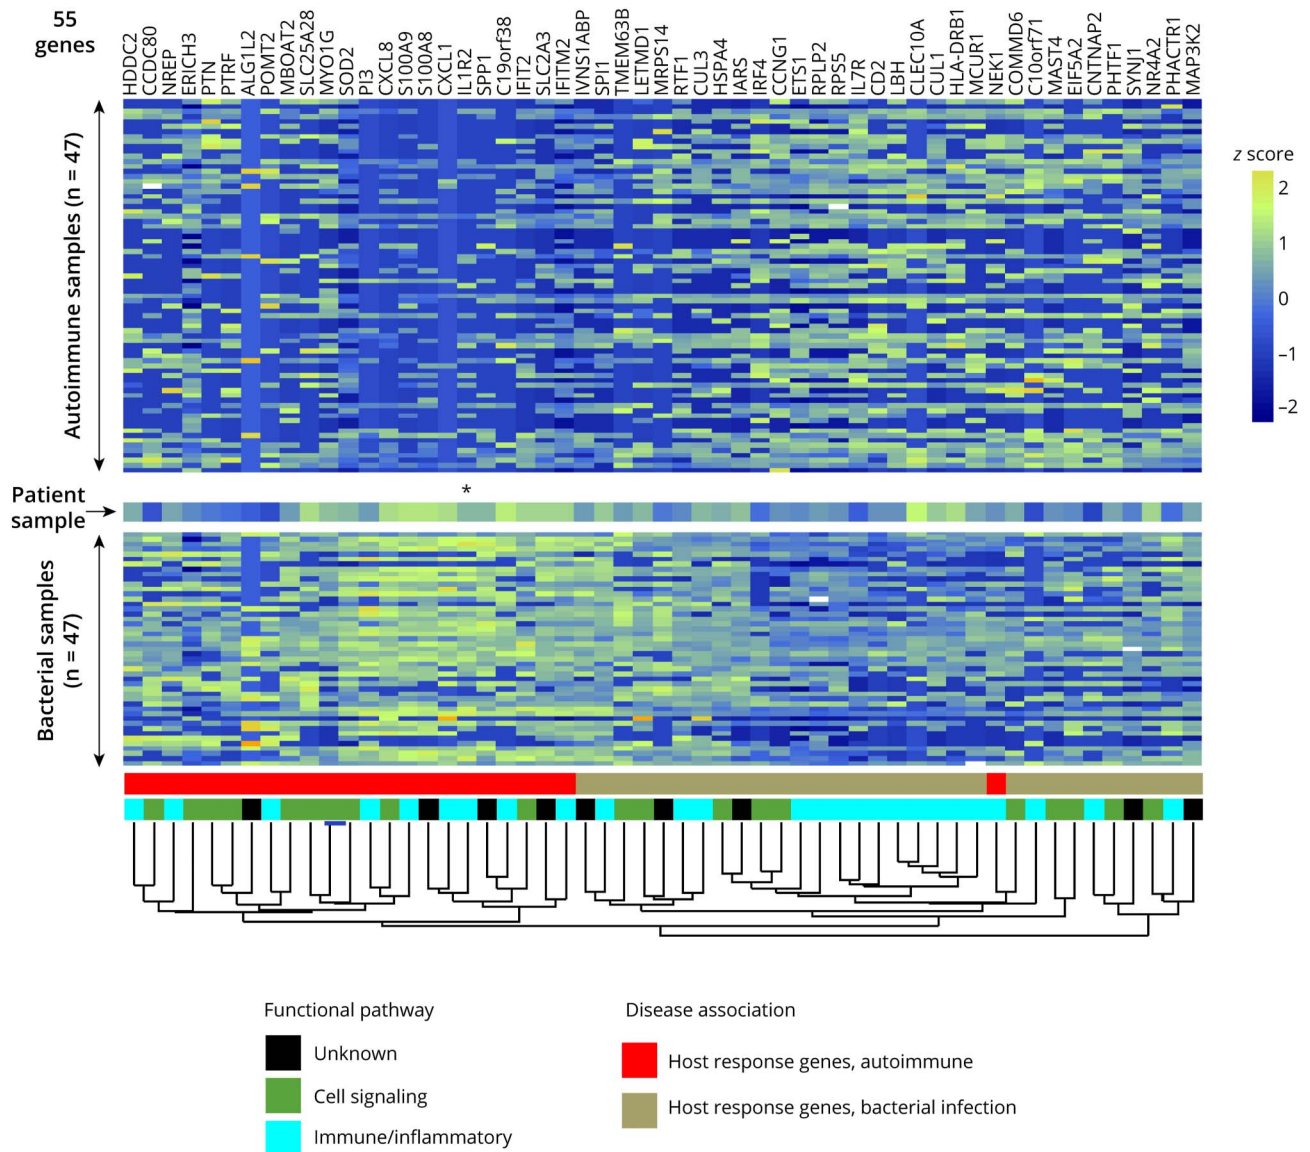 55
genes
HDDC2
CCDC80
NREP
ERICH3
PTN
PTRF
ALG1L2
POMT2
MBOAT2
SLC25A28
MYO1G
SOD2
PI3
CXCL8
S100A9
S100A8
CXCL1
IL1R2
SPP1
C19orf38
IFIT2
SLC2A3
IFITM2
IVNS1ABP
SPI1
TMEM63B
LETMD1
MRPS14
RTF1
CUL3
HSPA4
IARS
IRF4
CCNG1
ETS1
RPLP2
RPS5
IL7R
CD2
LBH
CLEC10A
CUL1
HLA-DRB1
MCUR1
NEK1
COMMD6
C10orf71
MAST4
EIF5A2
CNTNAP2
PHTF1
SYNJ1
NR4A2
PHACTR1
MAP3K2
Autoimmune samples (n = 47)
z score
2
1
0
−1
−2
Patient
sample
*
Bacterial samples
(n = 47)
Functional pathway
Unknown
Cell signaling
Immune/inflammatory
Disease association
Host response genes, autoimmune
Host response genes, bacterial infection